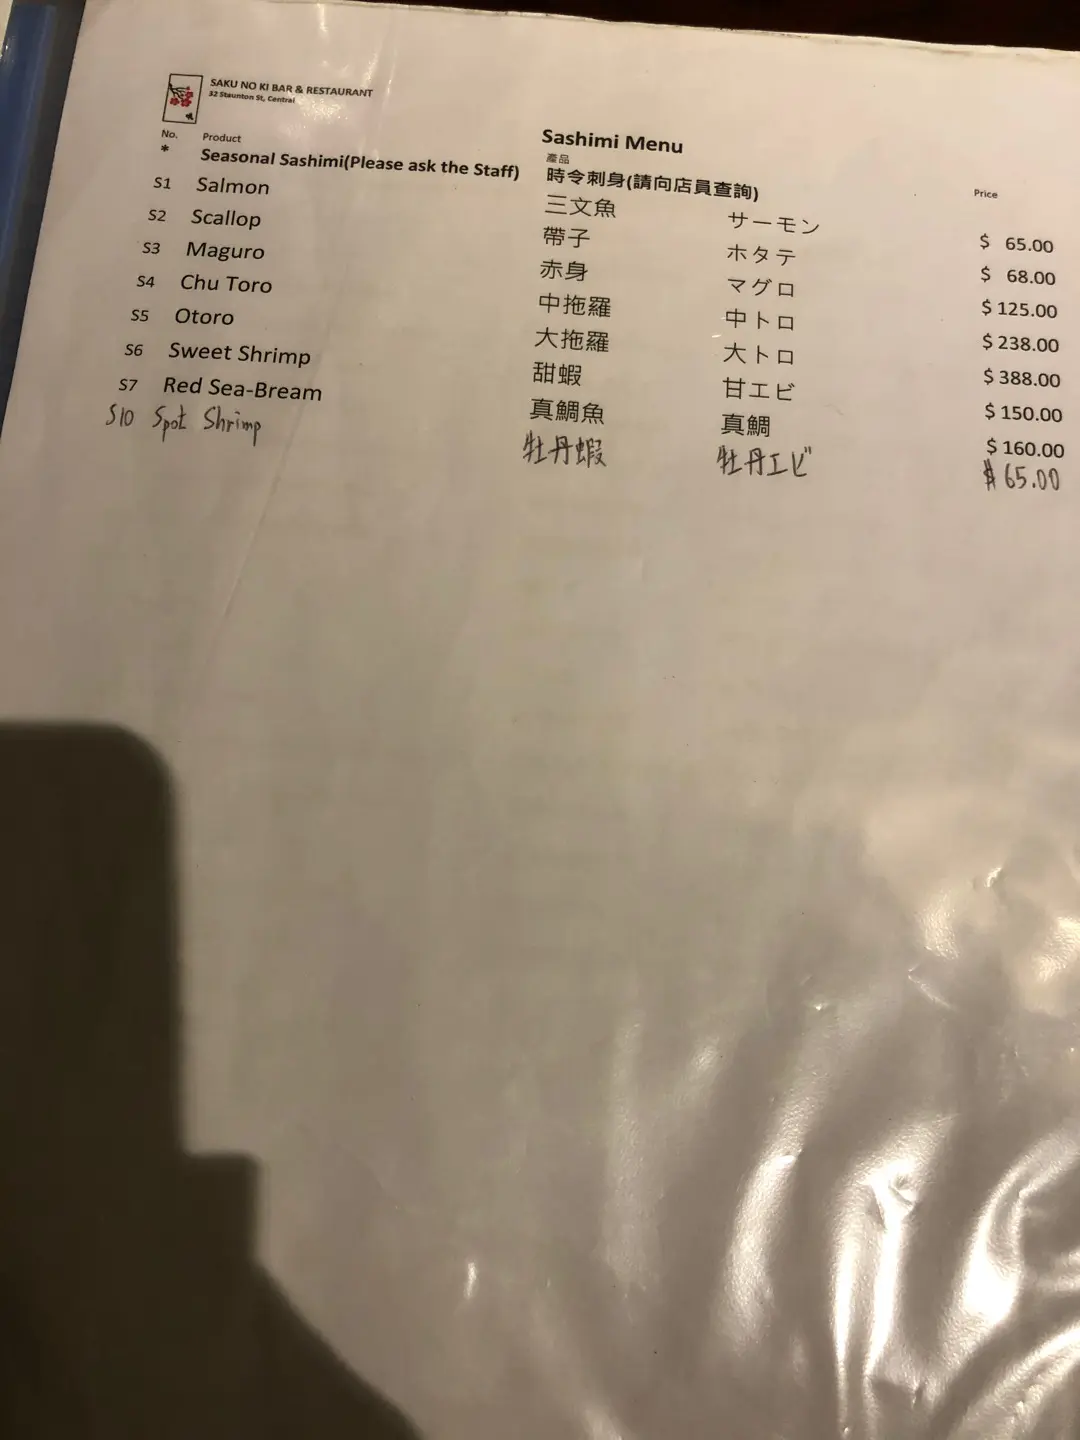 SAKU NO KI BAR & RESTAURANT
32 Staunton St, Central
Sashimi Menu
No. Product 產品 Price
* Seasonal Sashimi(Please ask the Staff) 時令刺身(請向店員查詢)
S1 Salmon 三文魚 サーモン $ 65.00
S2 Scallop 帶子 ホタテ $ 68.00
S3 Maguro 赤身 マグロ $ 125.00
S4 Chu Toro 中拖羅 中トロ $ 238.00
S5 Otoro 大拖羅 大トロ $ 388.00
S6 Sweet Shrimp 甜蝦 甘エビ $ 150.00
S7 Red Sea-Bream 真鯛魚 真鯛 $ 160.00
S10 Spot Shrimp 牡丹蝦 牡丹エビ $ 65.00